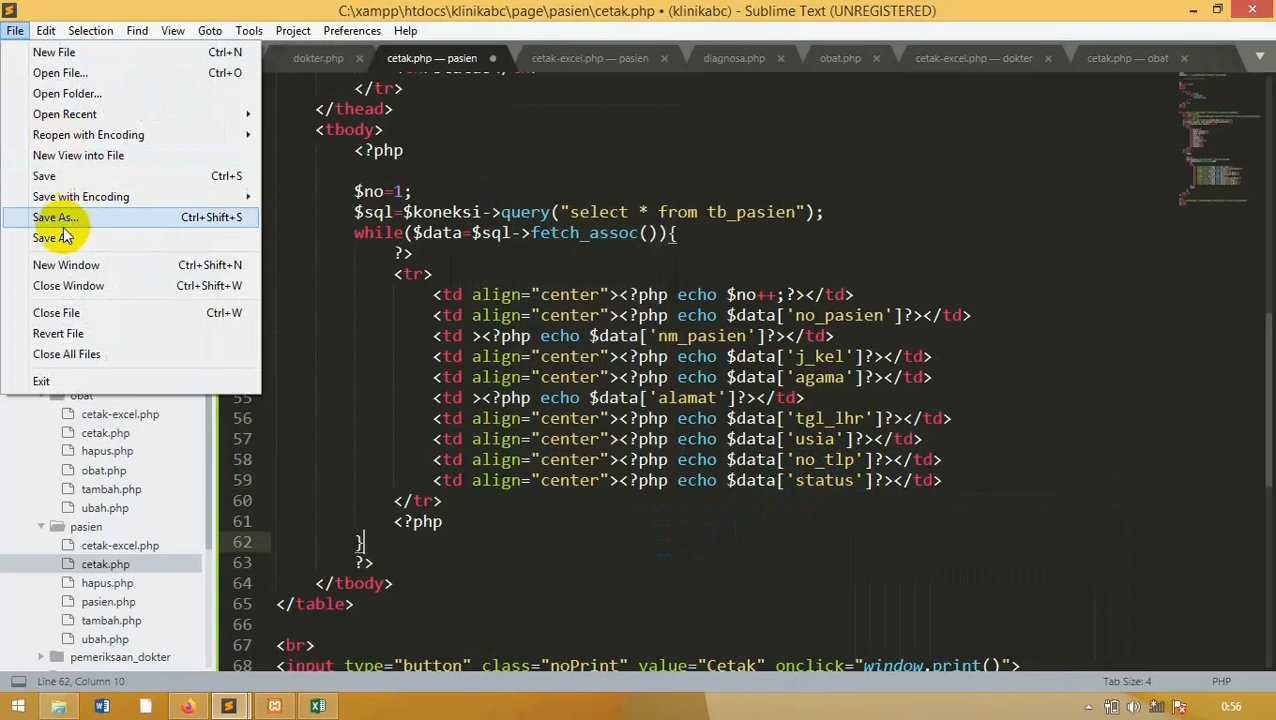 C:\xampp\htdocs\klinikabc\page\pasien\cetak.php • (klinikabc) - Sublime Text (UNREGISTERED)
File Edit Selection Find View Goto Tools Project Preferences Help
dokter.php cetak.php — pasien cetak-excel.php — pasien diagnosa.php obat.php cetak-excel.php — dokter cetak.php — obat
New File Ctrl+N
Open File... Ctrl+O
Open Folder...
Open Recent
Reopen with Encoding
New View into File
Save Ctrl+S
Save with Encoding
Save As... Ctrl+Shift+S
Save
New Window Ctrl+Shift+N
Close Window Ctrl+Shift+W
Close File Ctrl+W
Revert File
Close All Files
Exit
obat
cetak-excel.php
cetak.php
hapus.php
obat.php
tambah.php
ubah.php
pasien
cetak-excel.php
cetak.php
hapus.php
pasien.php
tambah.php
ubah.php
pemeriksaan_dokter
</tr>
</thead>
<tbody>
<?php
$no=1;
$sql=$koneksi->query("select * from tb_pasien");
while($data=$sql->fetch_assoc()){
?>
<tr>
<td align="center"><?php echo $no++;?></td>
<td align="center"><?php echo $data['no_pasien']?></td>
<td ><?php echo $data['nm_pasien']?></td>
<td align="center"><?php echo $data['j_kel']?></td>
<td align="center"><?php echo $data['agama']?></td>
55 <td ><?php echo $data['alamat']?></td>
56 <td align="center"><?php echo $data['tgl_lhr']?></td>
57 <td align="center"><?php echo $data['usia']?></td>
58 <td align="center"><?php echo $data['no_tlp']?></td>
59 <td align="center"><?php echo $data['status']?></td>
60 </tr>
61 <?php
62 }
63 ?>
64 </tbody>
65 </table>
66
67 <br>
68 <input type="button" class="noPrint" value="Cetak" onclick="window.print()">
Line 62, Column 10 Tab Size: 4 PHP
0:56